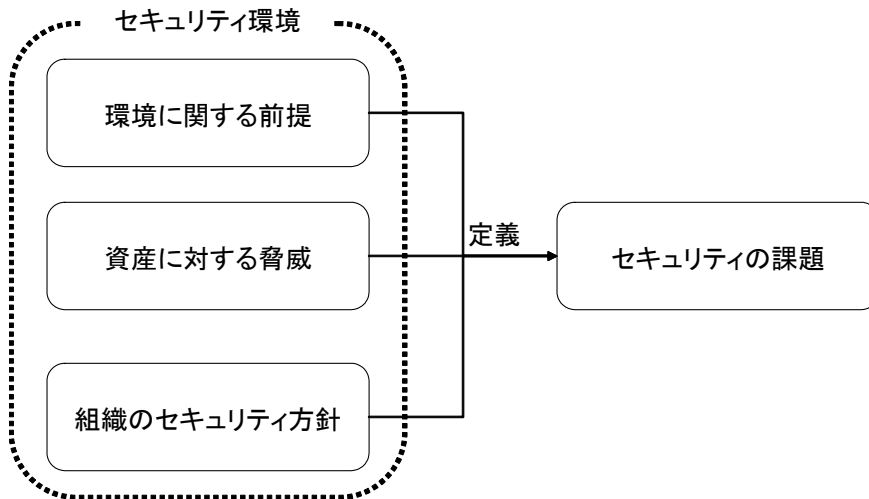 セキュリティ環境
環境に関する前提
資産に対する脅威
組織のセキュリティ方針
定義
セキュリティの課題